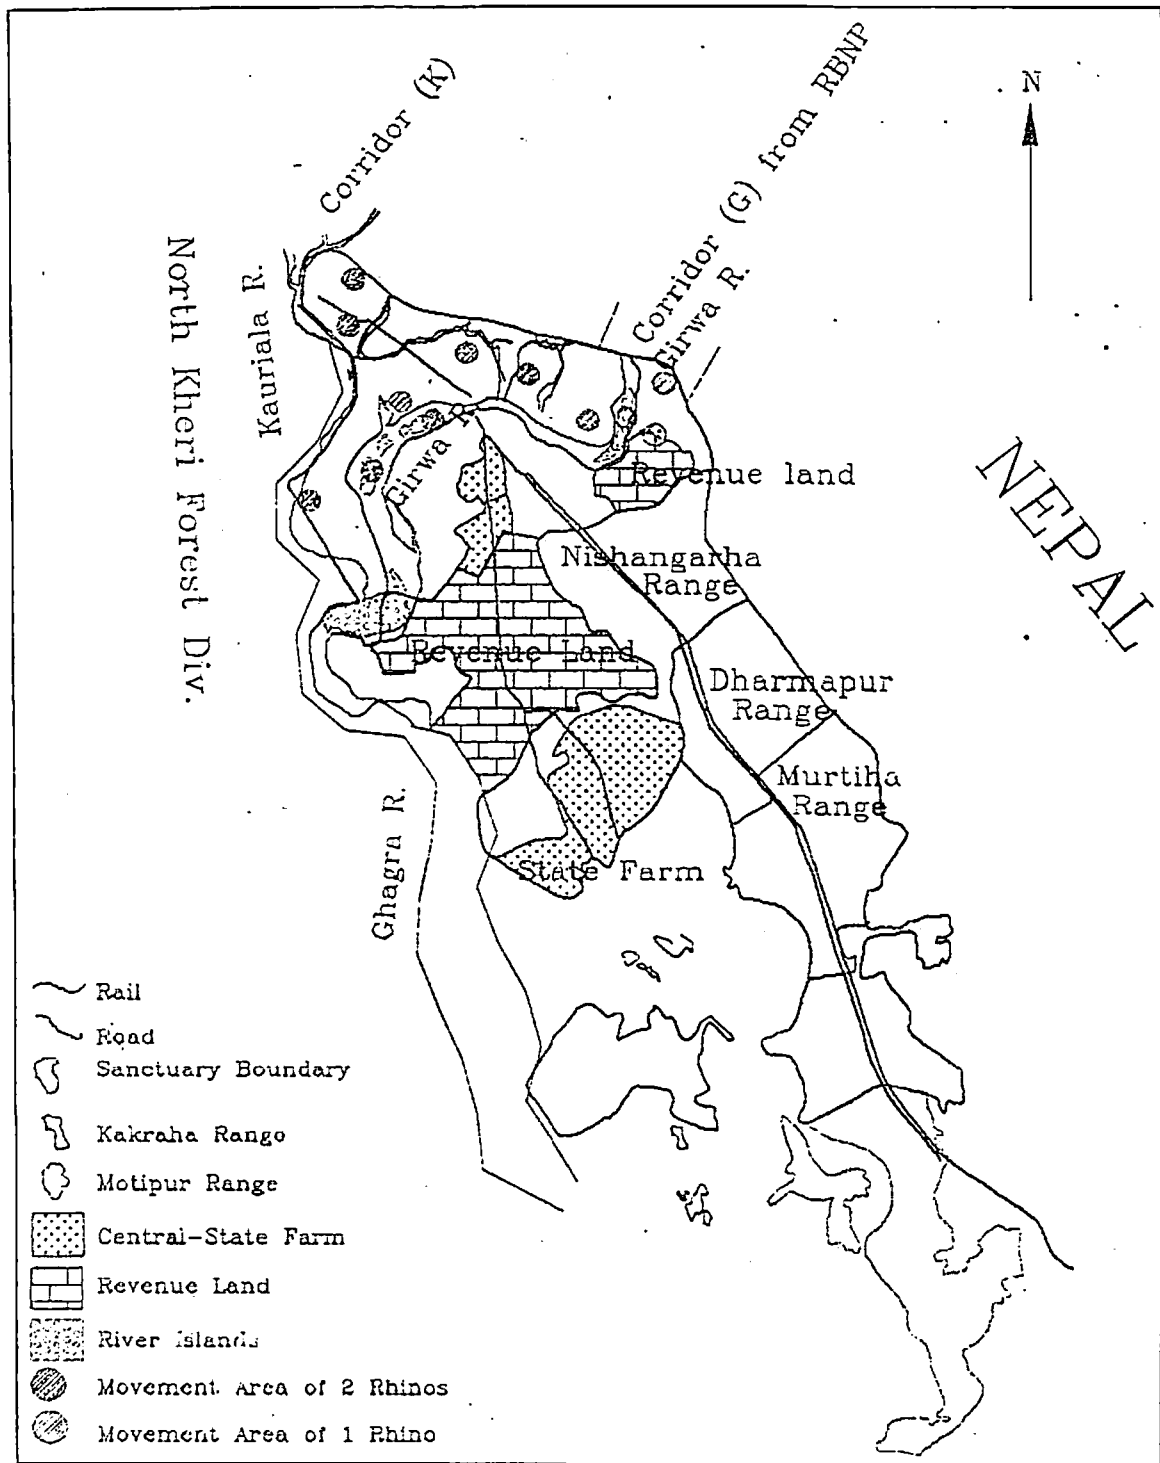 N
Corridor (K)
Corridor (G) from RBNP
Girwa R.
North Kheri Forest Div.
Kauriala R.
Girwa R
Revenue land
NEPAL
Nishangarha
Range
Revenue Land
Dharmapur
Range
Murtiha
Range
Ghagra R.
State Farm
Rail
Road
Sanctuary Boundary
Kakraha Range
Motipur Range
Central-State Farm
Revenue Land
River Islands
Movement Area of 2 Rhinos
Movement Area of 1 Rhino